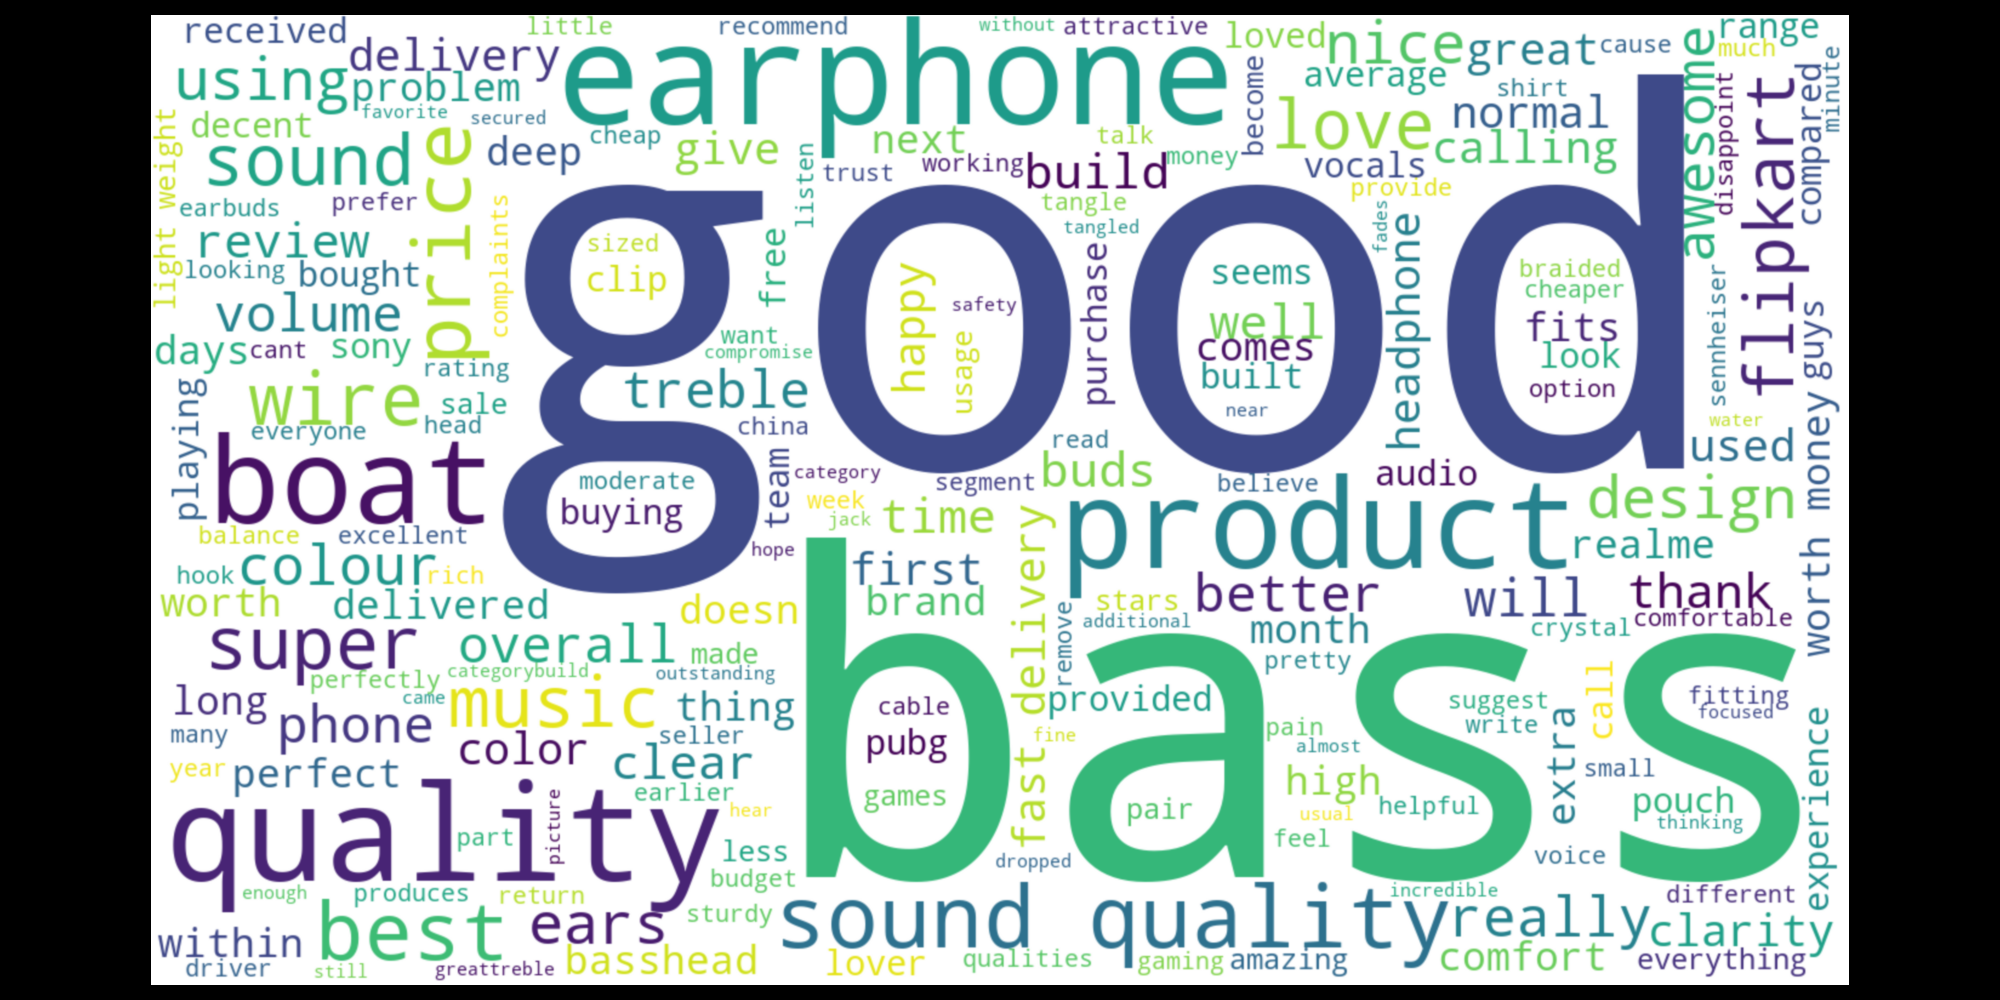 received
little
recommend
without
attractive
loved
nice
great
cause
range
much
delivery
earphone
using
problem
average
shirt
awesome
minute
favorite
secured
cheap
become
love
normal
disappoint
flipkart
compared
light weight
decent
price
deep
give
next
talk
money
calling
sound
listen
trust
working
build
vocals
provide
earbuds
prefer
complaints
good
tangle
tangled
fades
review
looking
bought
sized
clip
free
happy
safety
usage
purchase
seems
well
comes
built
near
headphone
braided
cheaper
fits
look
option
sennheiser
volume
days
cant
sony
want
compromise
rating
wire
sale
treble
playing
everyone
head
china
read
water
worth money guys
used
boat
moderate
buying
team
category
segment
buds
believe
audio
week
jack
time
product
design
balance
excellent
hope
realme
hook
colour
rich
first
fast delivery
better
will
thank
worth
delivered
doesn
brand
remove
stars
additional
month
crystal
comfortable
super
overall
made
pretty
perfectly
categorybuild
outstanding
bass
long
came
music
thing
cable
provided
suggest
call
fitting
focused
many
phone
color
seller
pubg
fine
pain
almost
write
extra
experience
year
perfect
clear
earlier
games
pair
high
small
quality
picture
hear
usual
helpful
pouch
thinking
part
less
feel
budget
dropped
voice
enough
produces
return
incredible
different
best
ears
sturdy
sound quality
really
clarity
within
driver
still
greattreble
basshead
lover
qualities
gaming
amazing
comfort
everything